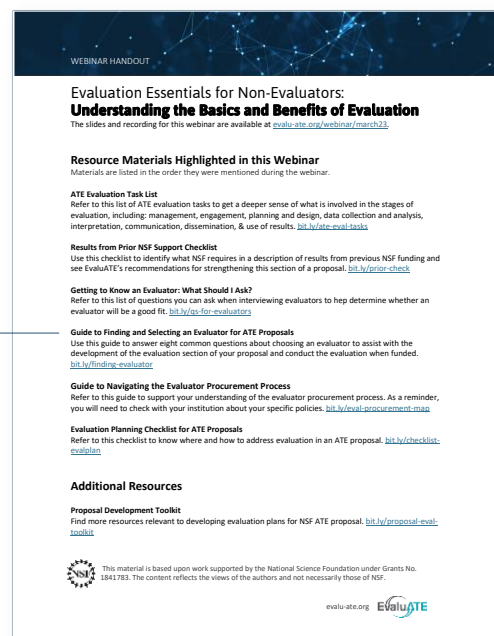 WEBINAR HANDOUT
Evaluation Essentials for Non-Evaluators:
Understanding the Basics and Benefits of Evaluation
The slides and recording for this webinar are available at evalu-ate.org/webinar/march23.
Resource Materials Highlighted in this Webinar
Materials are listed in the order they were mentioned during the webinar.
ATE Evaluation Task List
Refer to this list of ATE evaluation tasks to get a deeper sense of what is involved in the stages of
evaluation, including: management, engagement, planning and design, data collection and analysis,
interpretation, communication, dissemination, & use of results. bit.ly/ate-eval-tasks
Results from Prior NSF Support Checklist
Use this checklist to identify what NSF requires in a description of results from previous NSF funding and
see EvaluATE's recommendations for strengthening this section of a proposal. bit.ly/prior-check
Getting to Know an Evaluator: What Should I Ask?
Refer to this list of questions you can ask when interviewing evaluators to hep determine whether an
evaluator will be a good fit. bit.ly/qs-for-evaluators
Guide to Finding and Selecting an Evaluator for ATE Proposals
Use this guide to answer eight common questions about choosing an evaluator to assist with the
development of the evaluation section of your proposal and conduct the evaluation when funded.
bit.ly/finding-evaluator
Guide to Navigating the Evaluator Procurement Process
Refer to this guide to support your understanding of the evaluator procurement process. As a reminder,
you will need to check with your institution about your specific policies. bit.ly/eval-procurement-map
Evaluation Planning Checklist for ATE Proposals
Refer to this checklist to know where and how to address evaluation in an ATE proposal. bit.ly/checklist-
evalplan
Additional Resources
Proposal Development Toolkit
Find more resources relevant to developing evaluation plans for NSF ATE proposal. bit.ly/proposal-eval-
toolkit
NSF
This material is based upon work supported by the National Science Foundation under Grants No.
1841783. The content reflects the views of the authors and not necessarily those of NSF.
evalu-ate.org EvaluATE